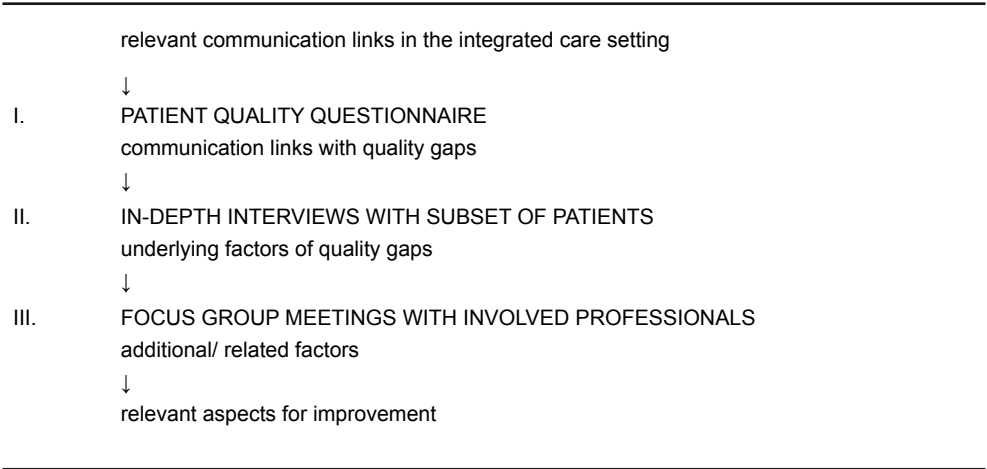 relevant communication links in the integrated care setting
↓
I. PATIENT QUALITY QUESTIONNAIRE
communication links with quality gaps
↓
II. IN-DEPTH INTERVIEWS WITH SUBSET OF PATIENTS
underlying factors of quality gaps
↓
III. FOCUS GROUP MEETINGS WITH INVOLVED PROFESSIONALS
additional/ related factors
↓
relevant aspects for improvement